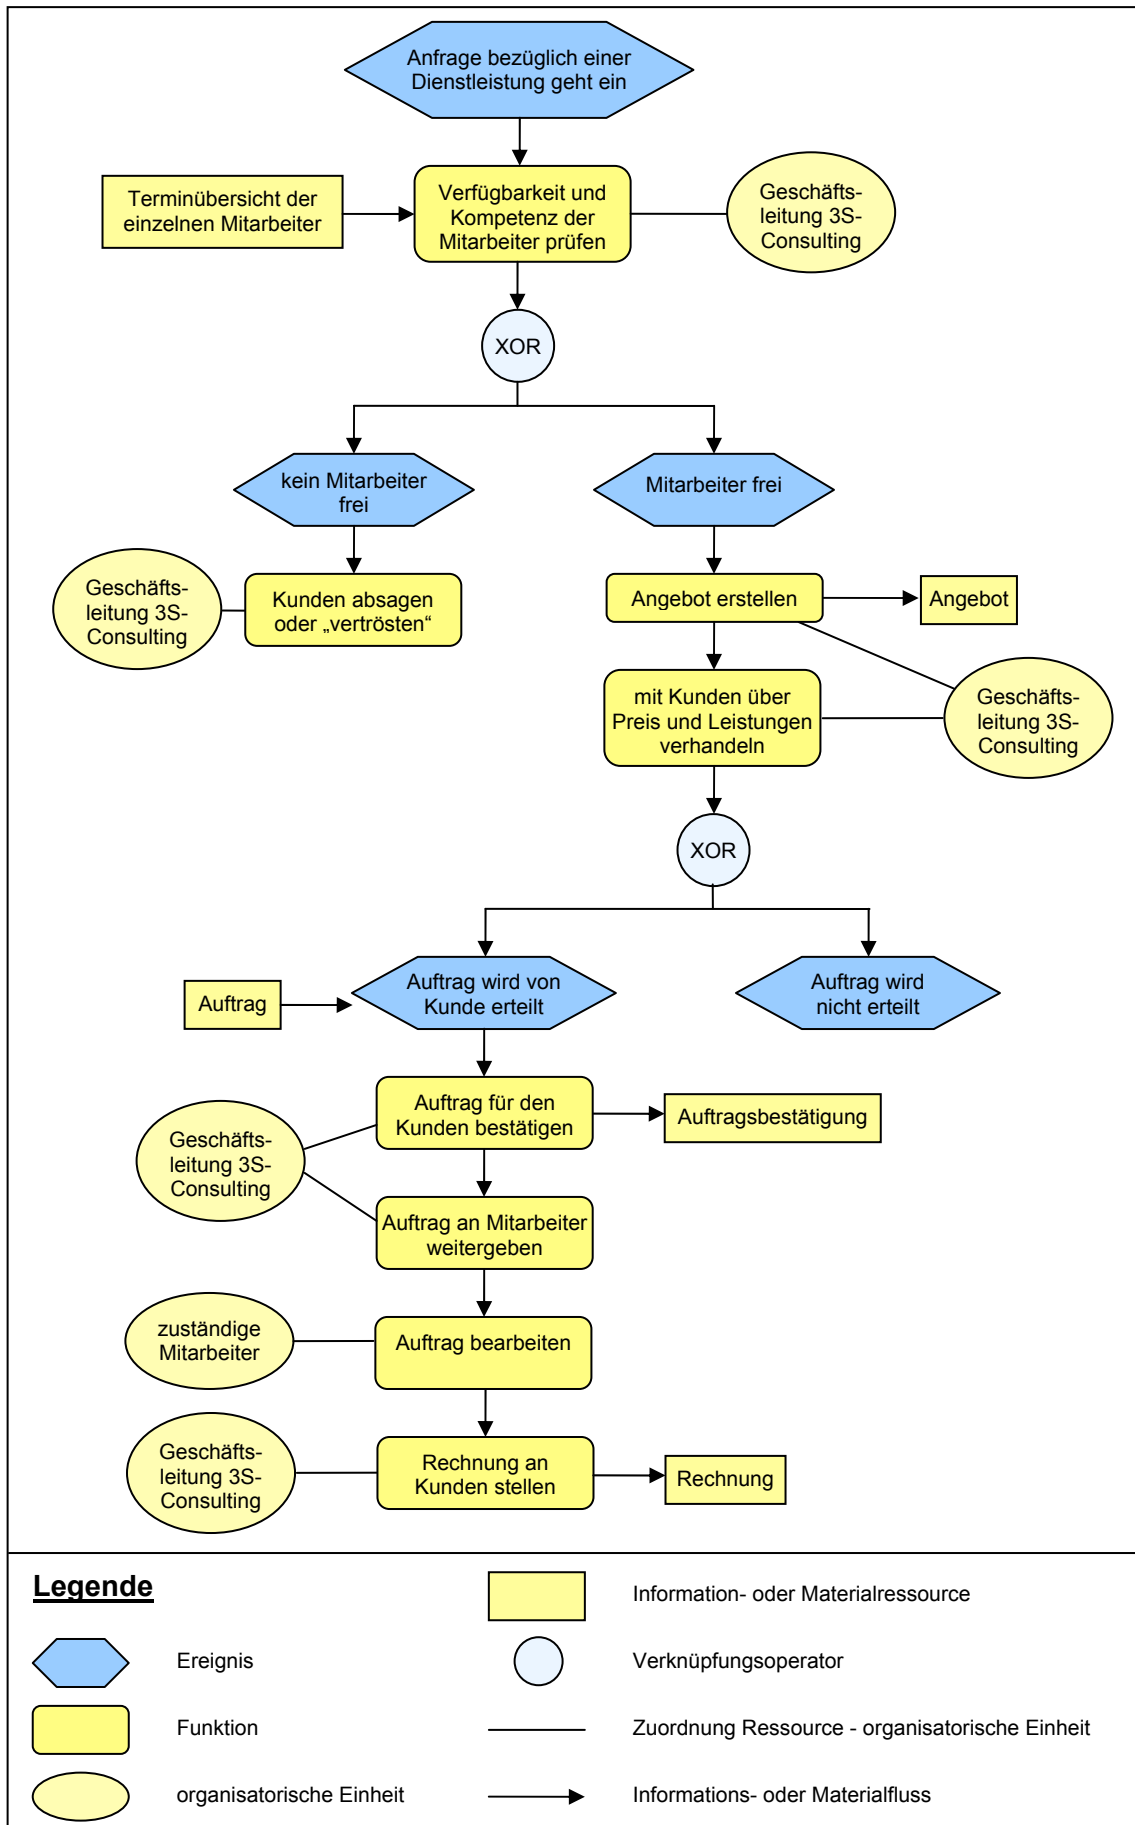 Anfrage bezüglich einer
Dienstleistung geht ein
Terminübersicht der
einzelnen Mitarbeiter
Verfügbarkeit und
Kompetenz der
Mitarbeiter prüfen
Geschäfts-
leitung 3S-
Consulting
XOR
kein Mitarbeiter
frei
Mitarbeiter frei
Geschäfts-
leitung 3S-
Consulting
Kunden absagen
oder „vertrösten“
Angebot erstellen
Angebot
mit Kunden über
Preis und Leistungen
verhandeln
Geschäfts-
leitung 3S-
Consulting
XOR
Auftrag
Auftrag wird von
Kunde erteilt
Auftrag wird
nicht erteilt
Auftrag für den
Kunden bestätigen
Auftragsbestätigung
Geschäfts-
leitung 3S-
Consulting
Auftrag an Mitarbeiter
weitergeben
zuständige
Mitarbeiter
Auftrag bearbeiten
Geschäfts-
leitung 3S-
Consulting
Rechnung an
Kunden stellen
Rechnung
Legende
Information- oder Materialressource
Ereignis
Verknüpfungsoperator
Funktion
Zuordnung Ressource - organisatorische Einheit
organisatorische Einheit
Informations- oder Materialfluss